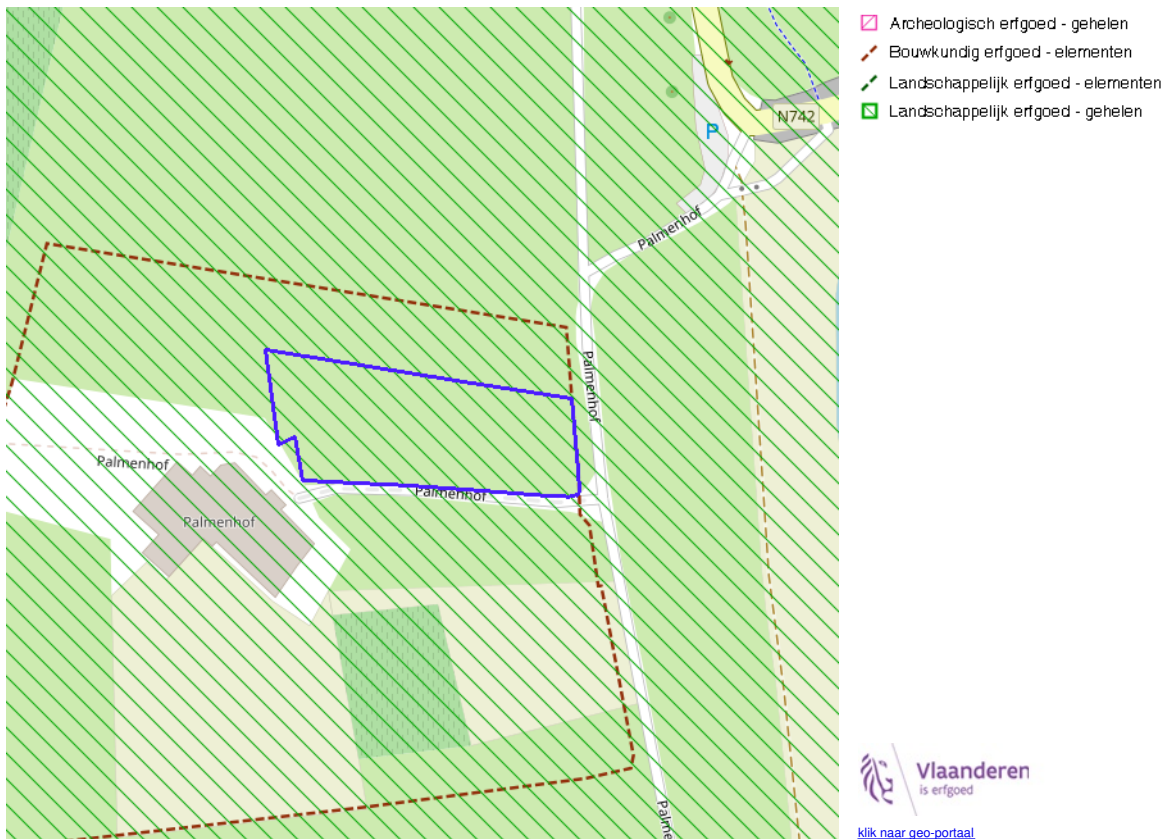 Archeologisch erfgoed - gehelen
Bouwkundig erfgoed - elementen
Landschappelijk erfgoed - elementen
Landschappelijk erfgoed - gehelen
N742
P
Palmenhof
Palmenhof
Palmenhof
Palmenhof
Palmenhof
Palme
Vlaanderen
is erfgoed
klik naar geo-portaal